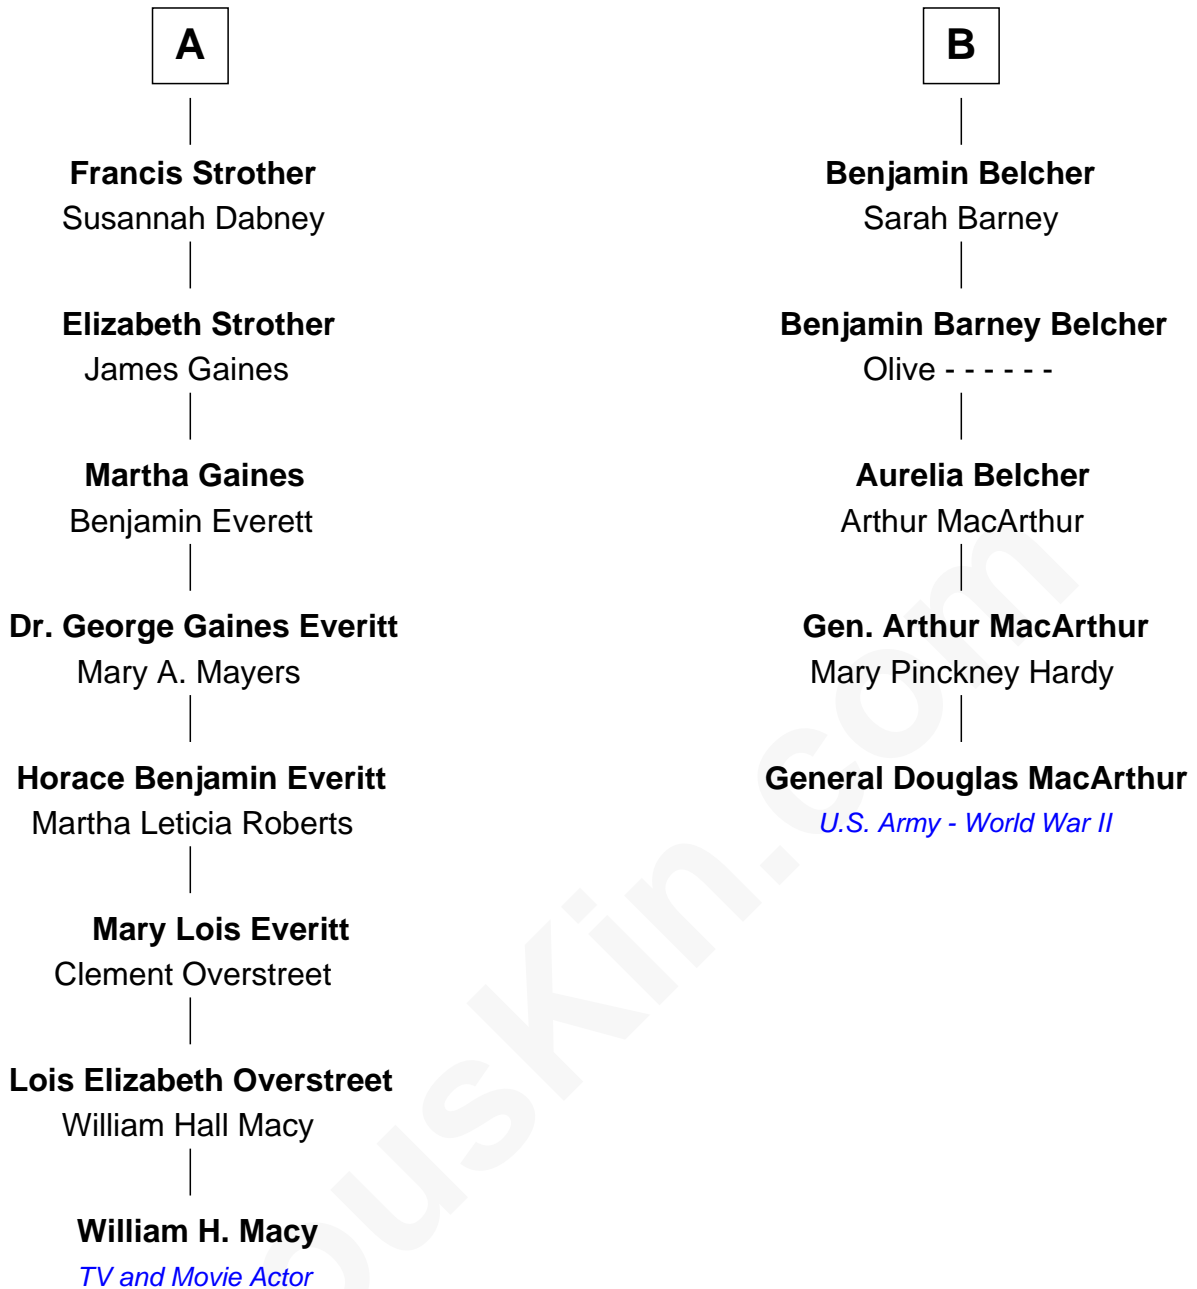 A
Francis Strother
Susannah Dabney
Elizabeth Strother
James Gaines
Martha Gaines
Benjamin Everett
Dr. George Gaines Everitt
Mary A. Mayers
Horace Benjamin Everitt
Martha Leticia Roberts
Mary Lois Everitt
Clement Overstreet
Lois Elizabeth Overstreet
William Hall Macy
William H. Macy
TV and Movie Actor
B
Benjamin Belcher
Sarah Barney
Benjamin Barney Belcher
Olive - - - - - -
Aurelia Belcher
Arthur MacArthur
Gen. Arthur MacArthur
Mary Pinckney Hardy
General Douglas MacArthur
U.S. Army - World War II
ousKin.com